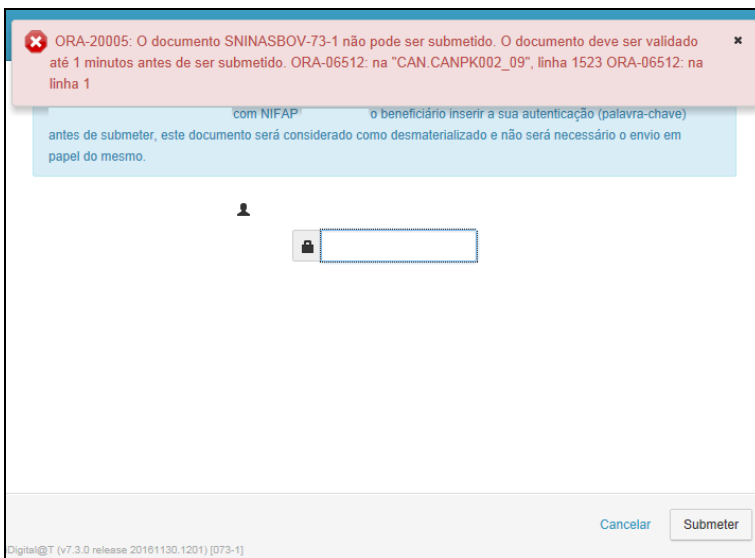 ORA-20005: O documento SNINASBOV-73-1 não pode ser submetido. O documento deve ser validado
até 1 minutos antes de ser submetido. ORA-06512: na "CAN.CANPK002_09", linha 1523 ORA-06512: na
linha 1
com NIFAP o beneficiário inserir a sua autenticação (palavra-chave)
antes de submeter, este documento será considerado como desmaterializado e não será necessário o envio em
papel do mesmo.
Cancelar Submeter
Digital@T (v7.3.0 release 20161130.1201) [073-1]